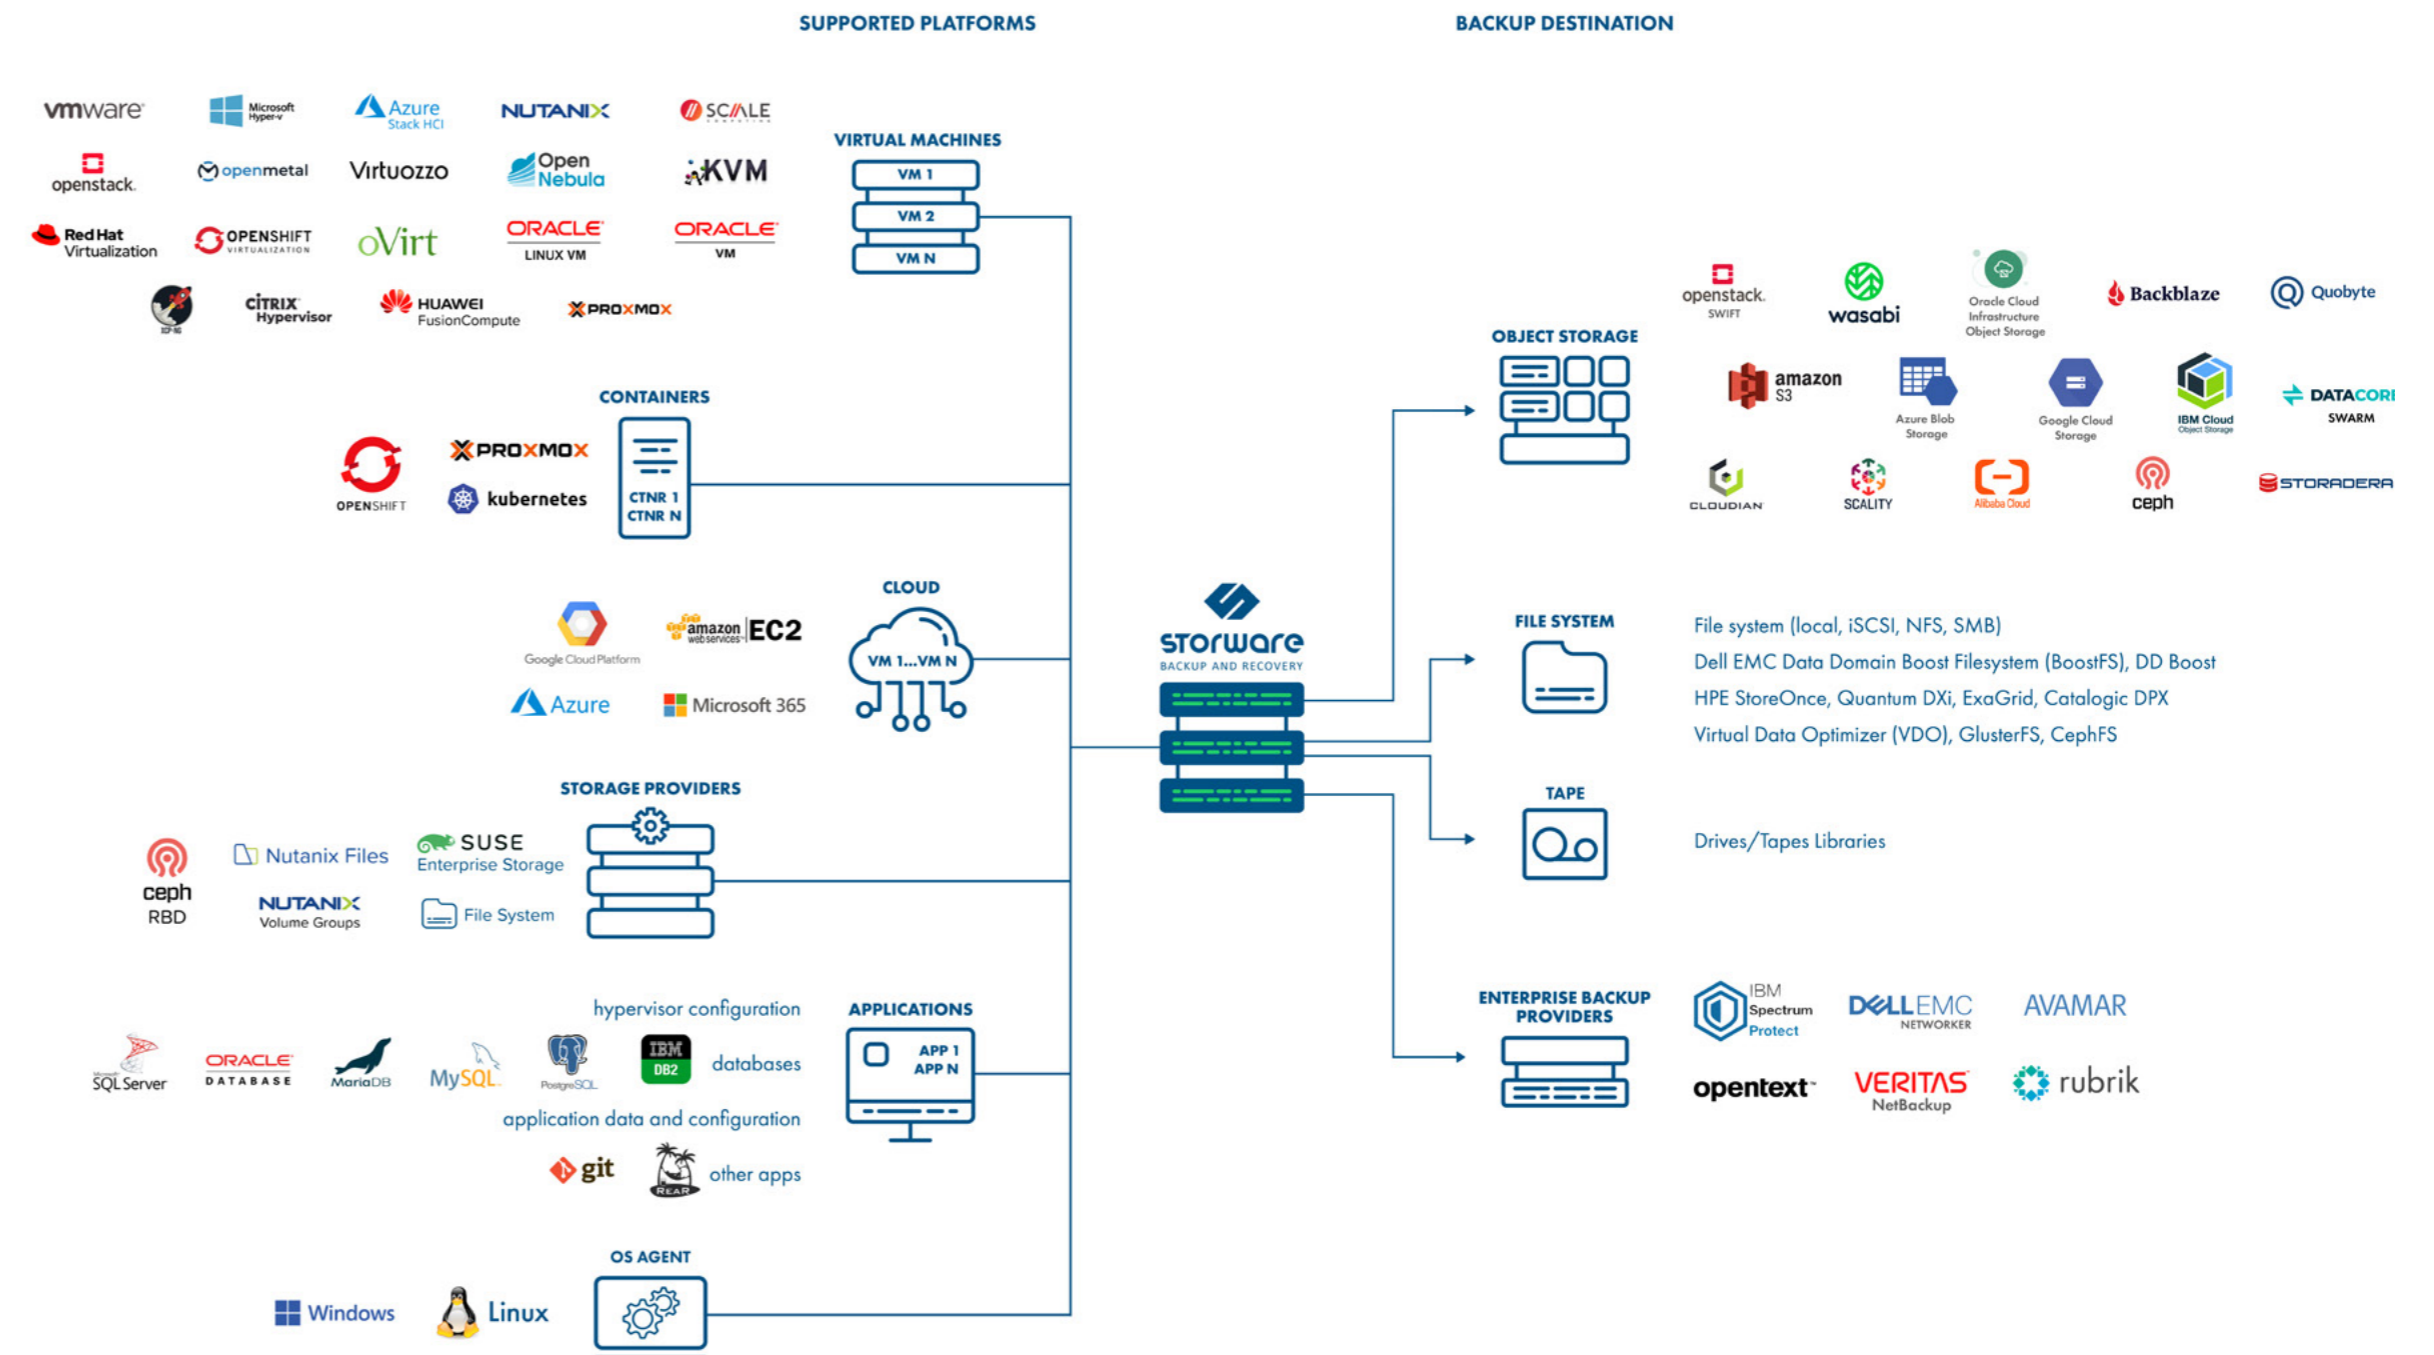 SUPPORTED PLATFORMS
BACKUP DESTINATION
vmware
Microsoft
Hyper-v
Azure
Stack HCI
NUTANIX
SCALE
COMPUTING
openstack.
openmetal
Virtuozzo
Open
Nebula
KVM
Red Hat
Virtualization
OPENSHIFT
VIRTUALIZATION
oVirt
ORACLE
LINUX VM
ORACLE
VM
XCP-NG
CITRIX
Hypervisor
HUAWEI
FusionCompute
PROXMOX
VIRTUAL MACHINES
VM 1
VM 2
VM N
CONTAINERS
OPENSHIFT
PROXMOX
kubernetes
CTNR 1
CTNR N
CLOUD
Google Cloud Platform
amazon
web services
EC2
Azure
Microsoft 365
VM 1...VM N
STORAGE PROVIDERS
ceph
RBD
Nutanix Files
NUTANIX
Volume Groups
SUSE
Enterprise Storage
File System
APPLICATIONS
hypervisor configuration
Microsoft
SQL Server
ORACLE
DATABASE
MariaDB
MySQL
PostgreSQL
IBM
DB2
databases
application data and configuration
git
REAR
other apps
APP 1
APP N
OS AGENT
Windows
Linux
STORWARE
BACKUP AND RECOVERY
OBJECT STORAGE
openstack.
SWIFT
wasabi
Oracle Cloud
Infrastructure
Object Storage
Backblaze
Quobyte
amazon
S3
Azure Blob
Storage
Google Cloud
Storage
IBM Cloud
Object Storage
DATACOR
SWARM
CLOUDIAN
SCALITY
Alibaba Cloud
ceph
STORADERA
FILE SYSTEM
File system (local, iSCSI, NFS, SMB)
Dell EMC Data Domain Boost Filesystem (BoostFS), DD Boost
HPE StoreOnce, Quantum DXi, ExaGrid, Catalogic DPX
Virtual Data Optimizer (VDO), GlusterFS, CephFS
TAPE
Drives/Tapes Libraries
ENTERPRISE BACKUP
PROVIDERS
IBM
Spectrum
Protect
DELLEMC
NETWORKER
AVAMAR
opentext™
VERITAS
NetBackup
rubrik